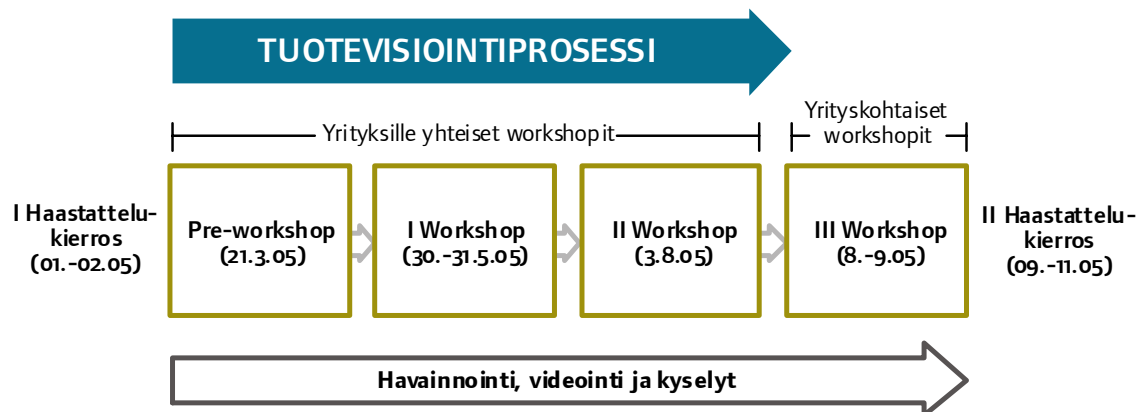 TUOTEVISIOINTIPROSESSI
Yrityksille yhteiset workshopit
Yrityskohtaiset
workshopit
I Haastattelu-
kierros
(01.-02.05)
Pre-workshop
(21.3.05)
I Workshop
(30.-31.5.05)
II Workshop
(3.8.05)
III Workshop
(8.-9.05)
II Haastattelu-
kierros
(09.-11.05)
Havainnointi, videointi ja kyselyt